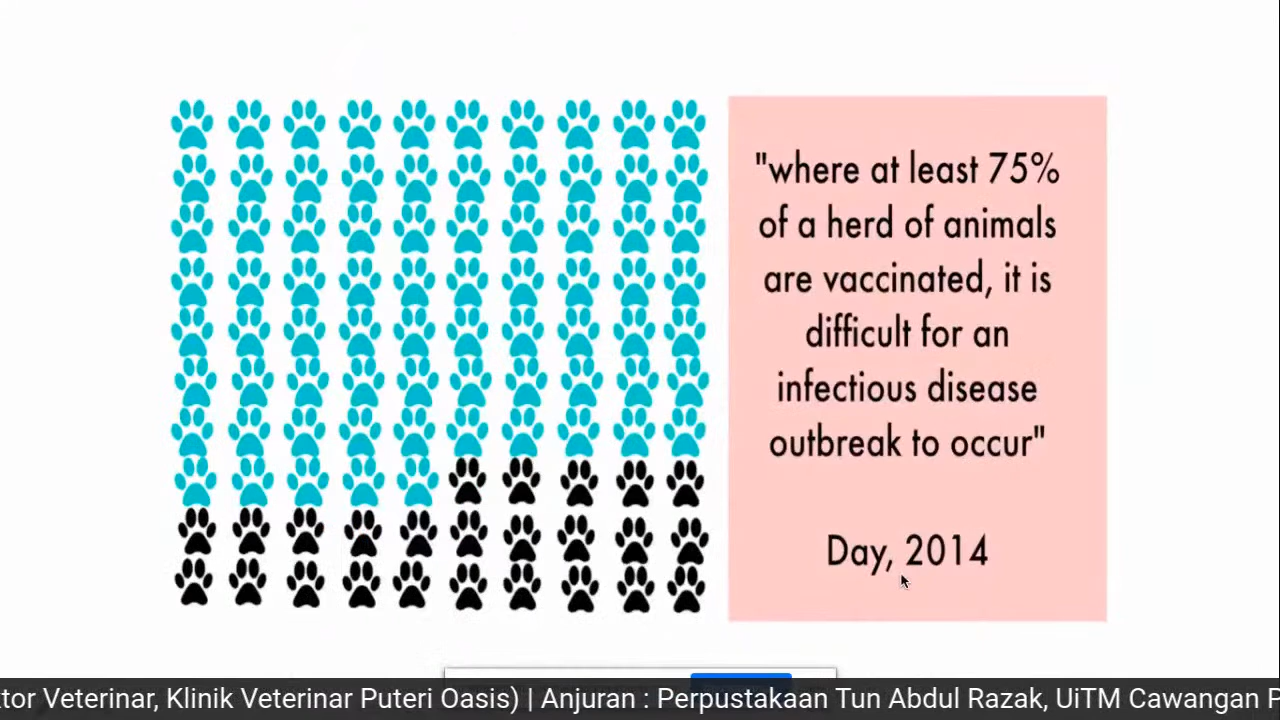 "where at least 75%
of a herd of animals
are vaccinated, it is
difficult for an
infectious disease
outbreak to occur"
Day, 2014
Veterinar, Klinik Veterinar Puteri Oasis) | Anjuran : Perpustakaan Tun Abdul Razak, UiTM Cawangan